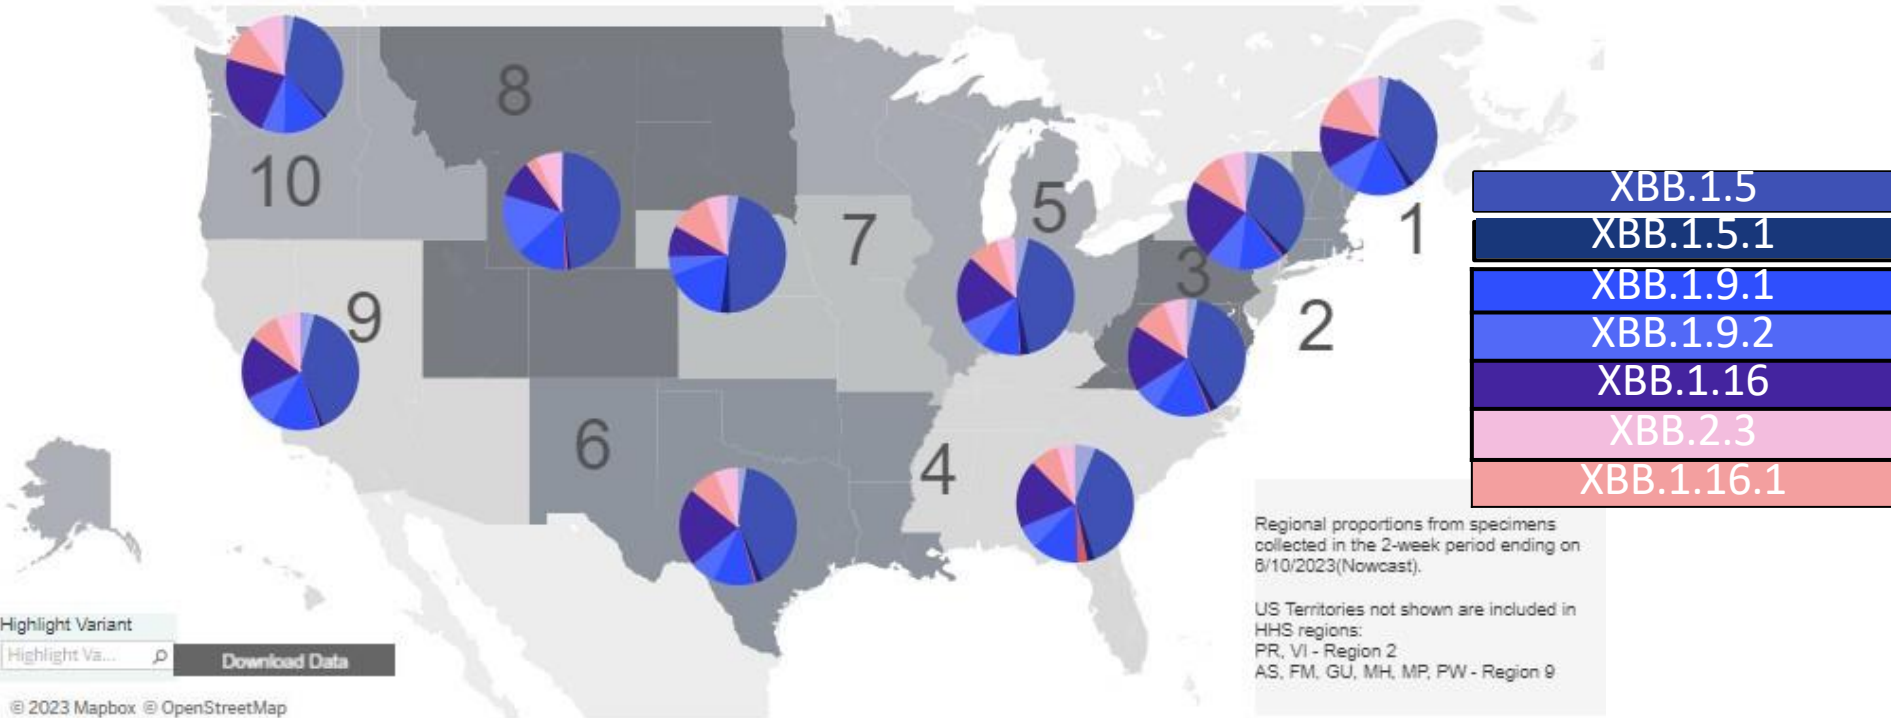 8
10
5
7
1
3
9
2
6
4
XBB.1.5
XBB.1.5.1
XBB.1.9.1
XBB.1.9.2
XBB.1.16
XBB.2.3
XBB.1.16.1
Regional proportions from specimens
collected in the 2-week period ending on
6/10/2023(Nowcast).
US Territories not shown are included in
HHS regions:
PR, VI - Region 2
AS, FM, GU, MH, MP, PW - Region 9
Highlight Variant
Highlight Va...
Download Data
© 2023 Mapbox © OpenStreetMap